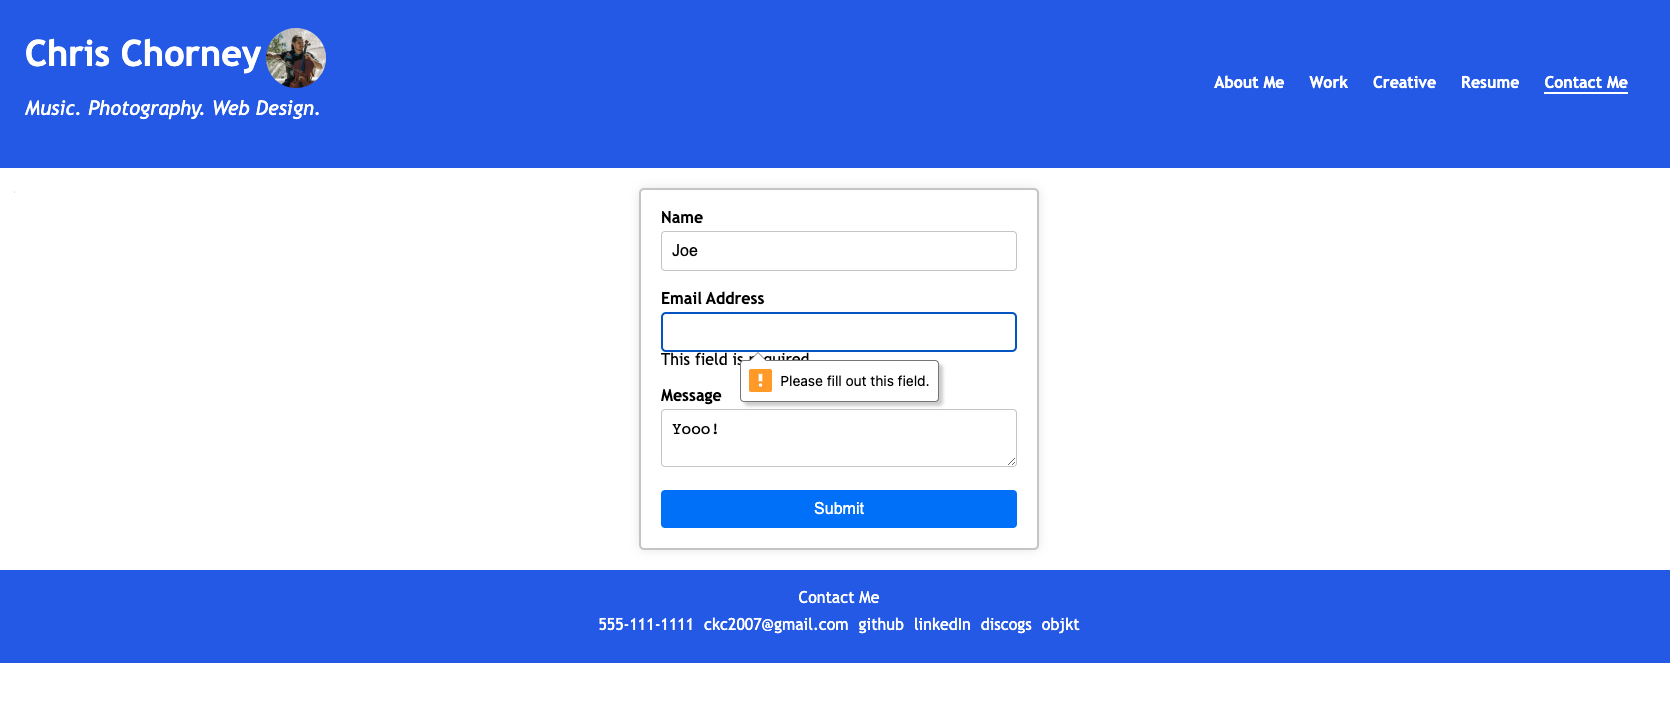 Chris Chorney
Music. Photography. Web Design.
About Me Work Creative Resume Contact Me
Name
Joe
Email Address
This field is required
Please fill out this field.
Message
Yooo!
Submit
Contact Me
555-111-1111 ckc2007@gmail.com github linkedIn discogs objkt